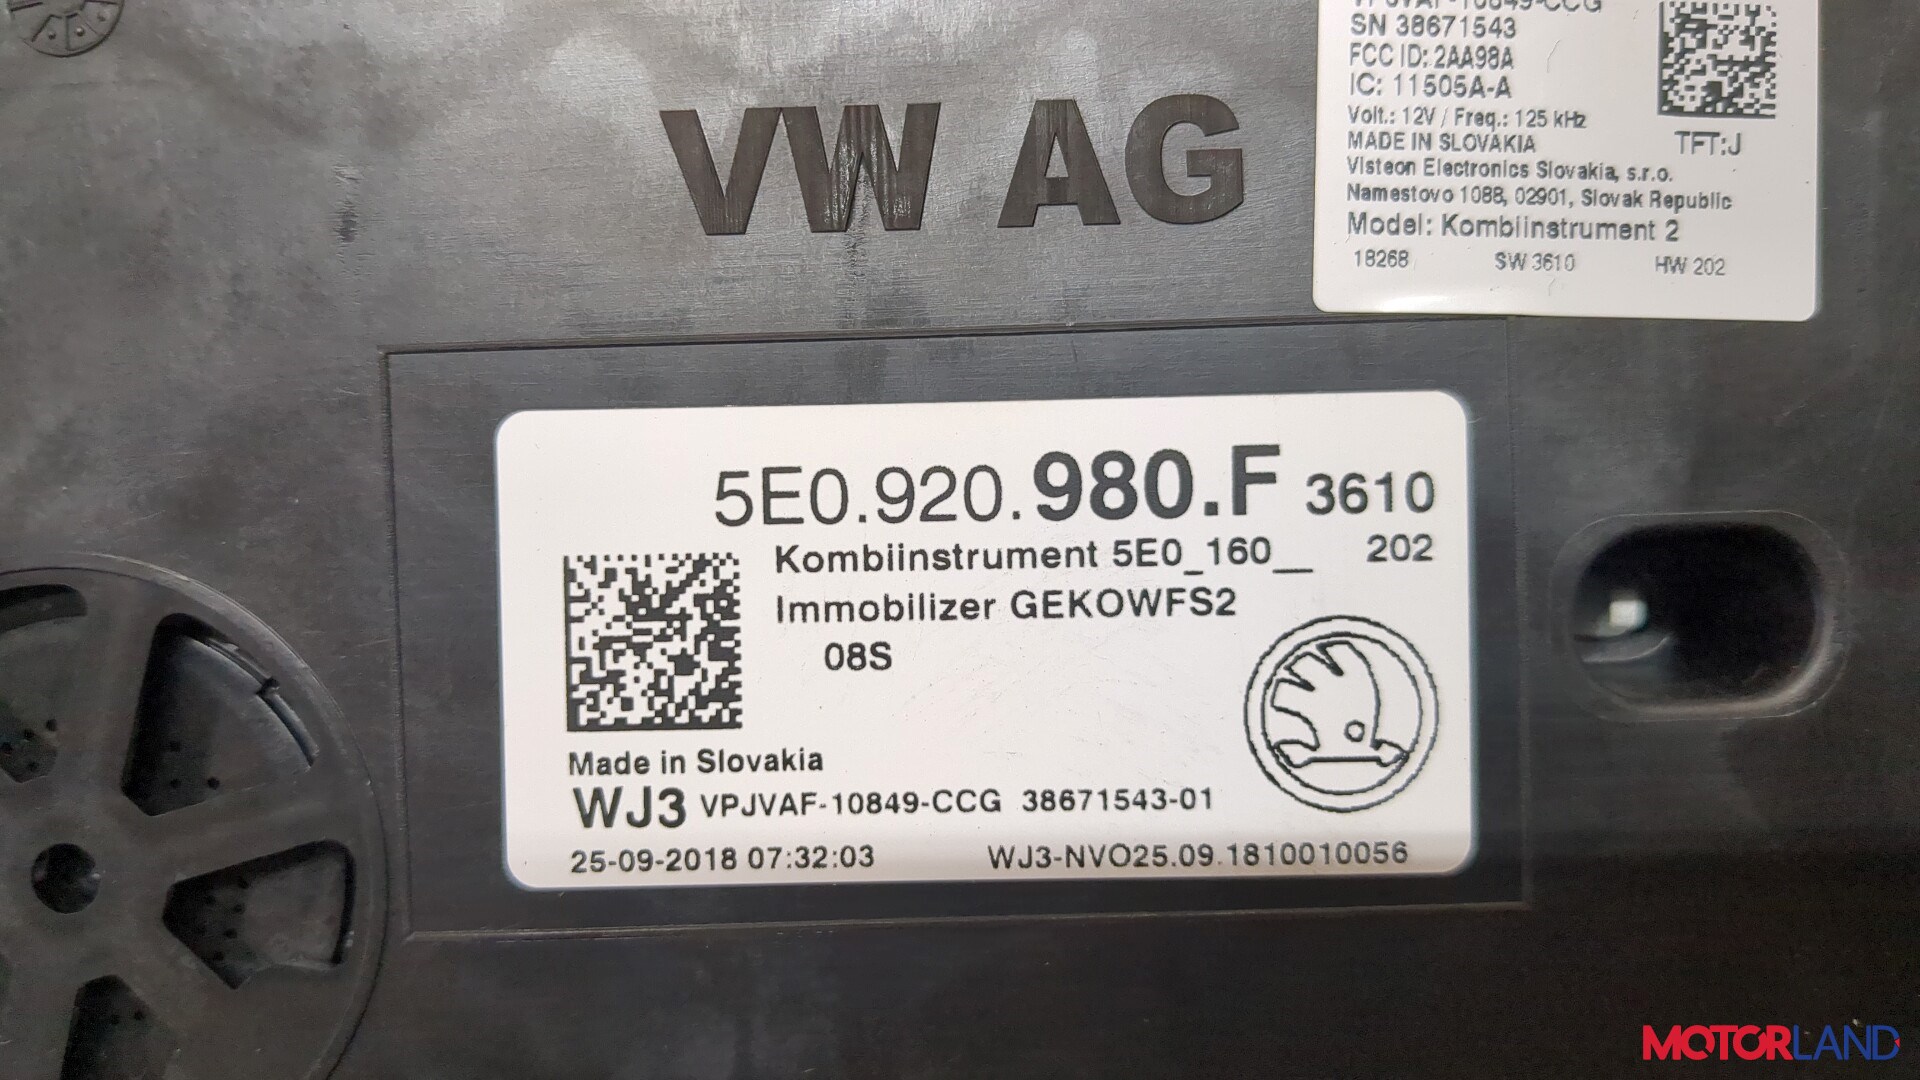 VW AG
VPJVAF-10849-CCG
SN 38671543
FCC ID: 2AA98A
IC: 11505A-A
Volt.: 12V / Freq.: 125 kHz
MADE IN SLOVAKIA
TFT:J
Visteon Electronics Slovakia, s.r.o.
Namestovo 1088, 02901, Slovak Republic
Model: Kombiinstrument 2
18268 SW 3610 HW 202
5E0.920.980.F 3610
Kombiinstrument 5E0_160__ 202
Immobilizer GEKOWFS2
08S
Made in Slovakia
WJ3 VPJVAF-10849-CCG 38671543-01
25-09-2018 07:32:03 WJ3-NVO25.09.1810010056
MOTORLAND